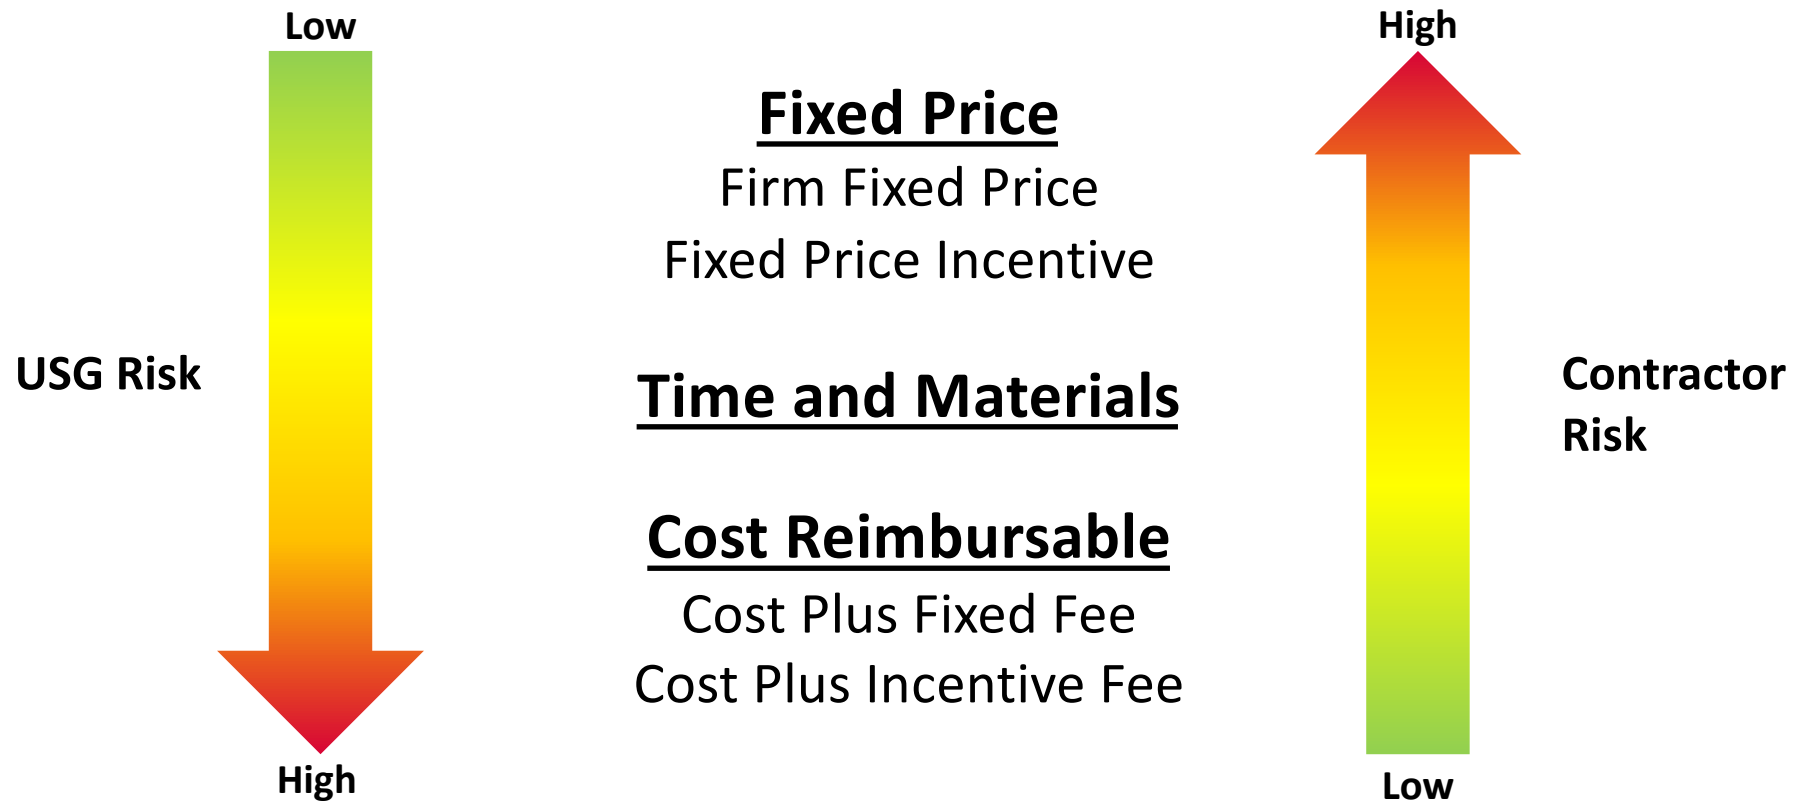 Low
High
Fixed Price
Firm Fixed Price
Fixed Price Incentive
USG Risk
Time and Materials
Contractor
Risk
Cost Reimbursable
Cost Plus Fixed Fee
Cost Plus Incentive Fee
High
Low